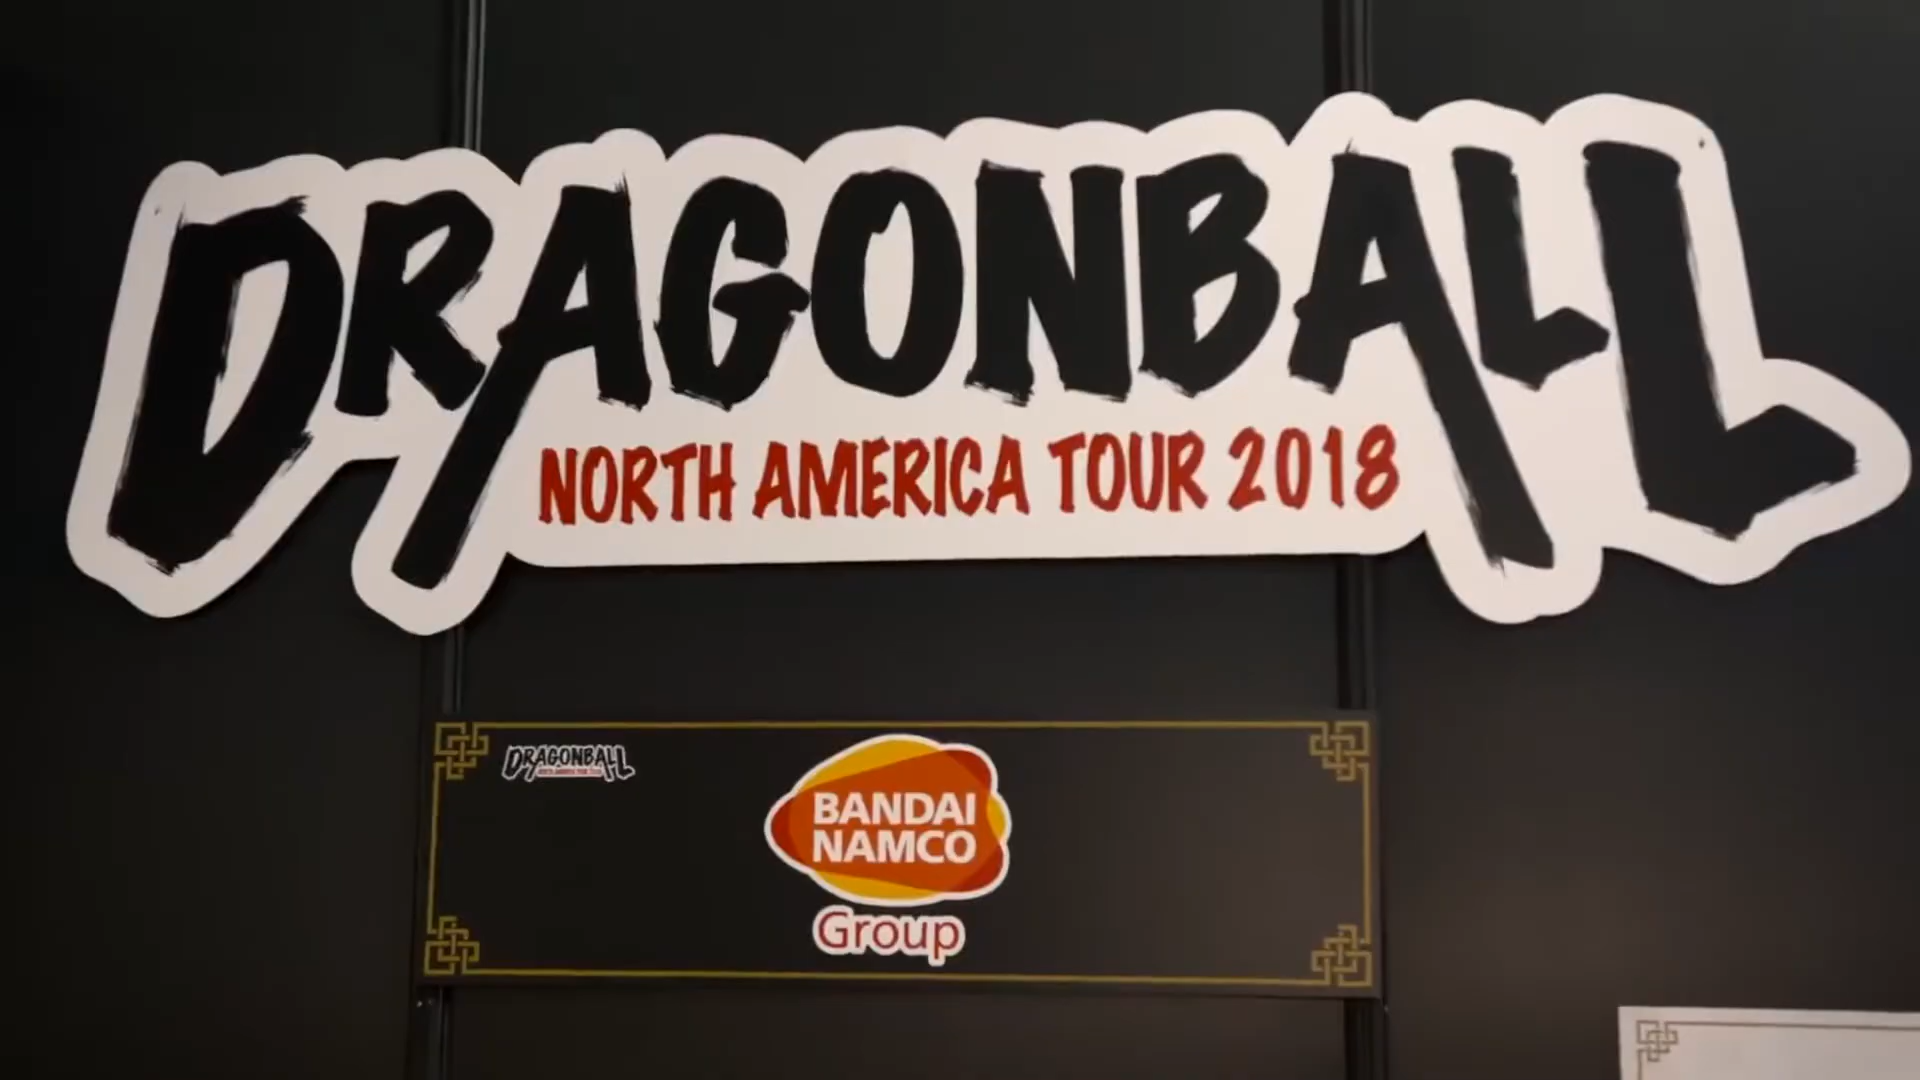 DRAGONBALL
NORTH AMERICA TOUR 2018
DRAGONBALL
BANDAI
NAMCO
Group